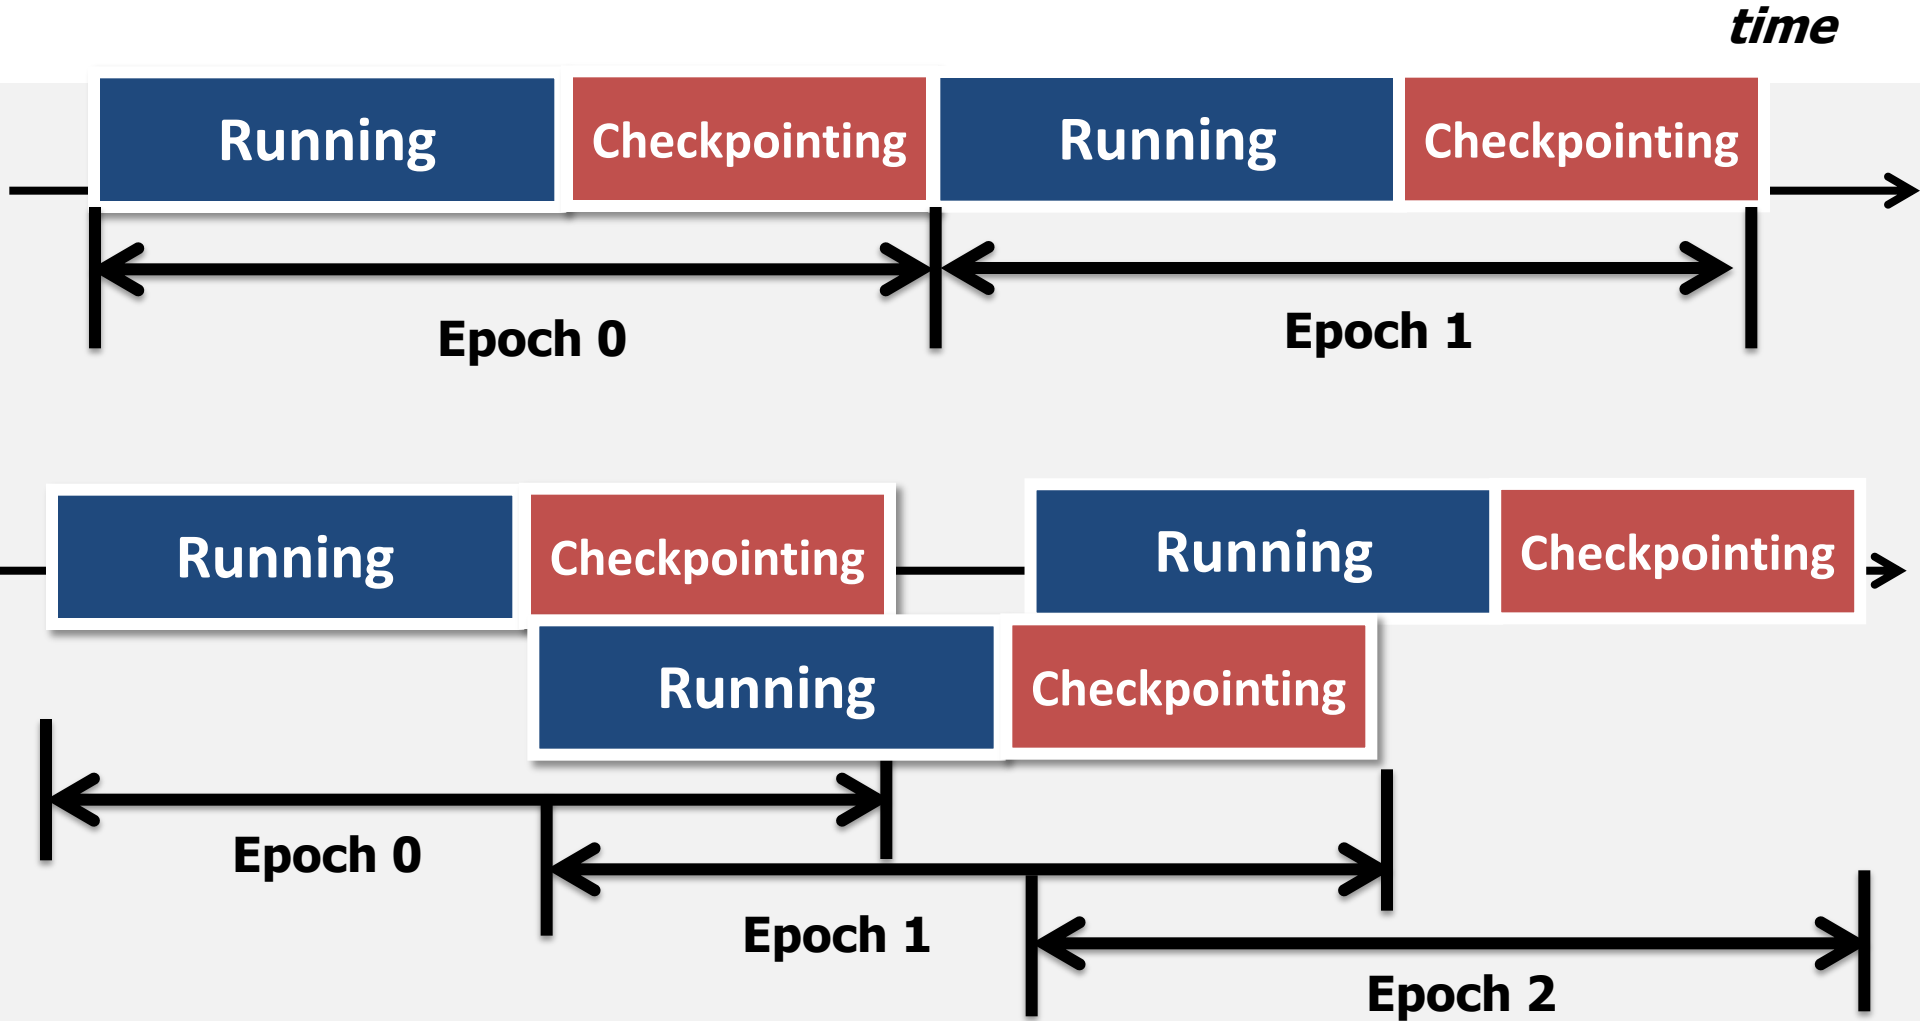 time
Running Checkpointing Running Checkpointing
Epoch 0 Epoch 1
Running Checkpointing Running Checkpointing
Running Checkpointing
Epoch 0
Epoch 1
Epoch 2